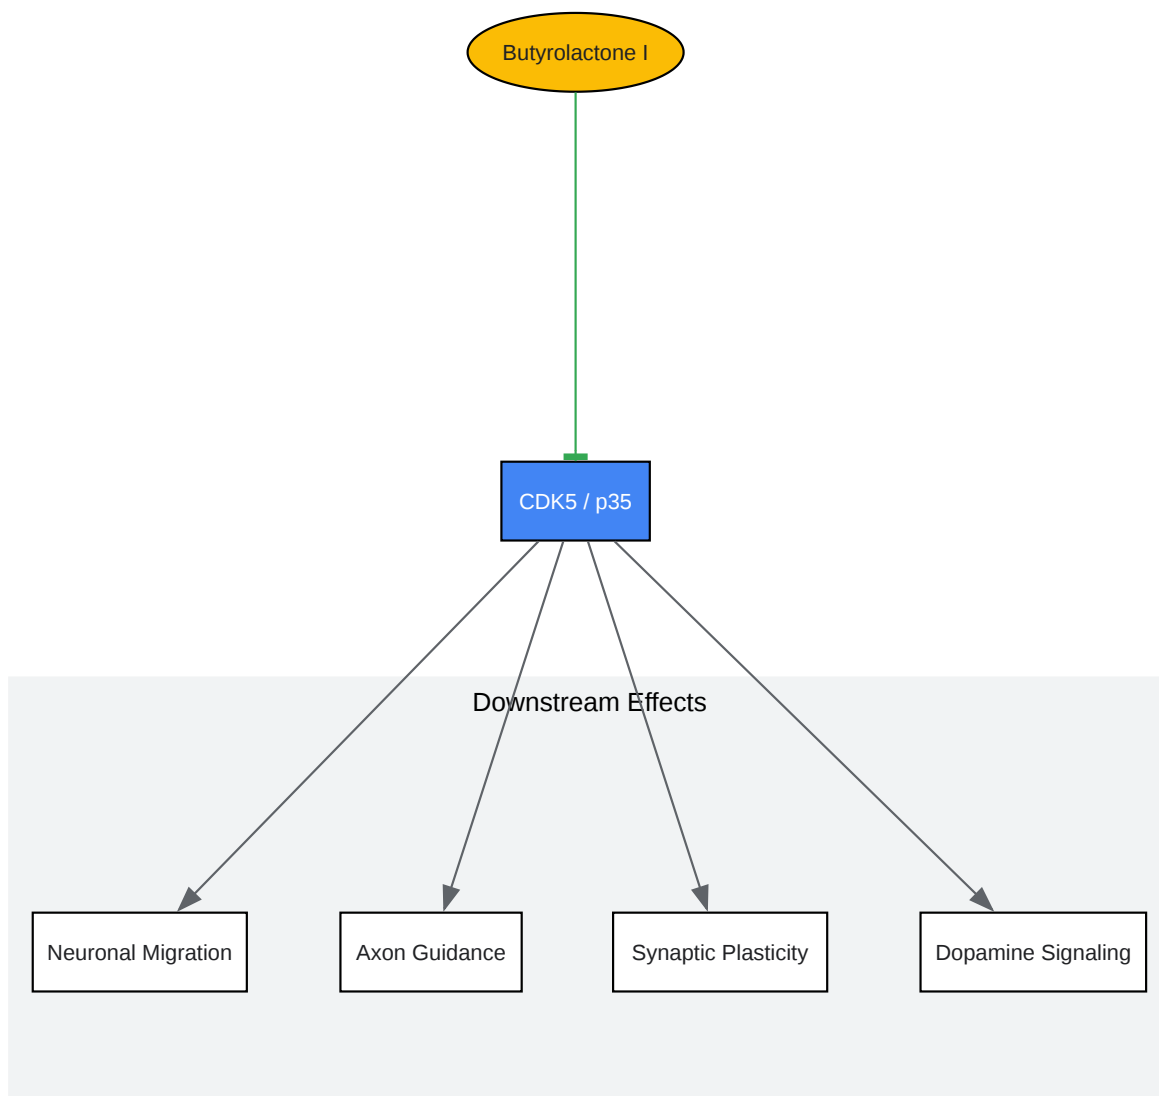 Butyrolactone I
CDK5 / p35
Downstream Effects
Neuronal Migration
Axon Guidance
Synaptic Plasticity
Dopamine Signaling